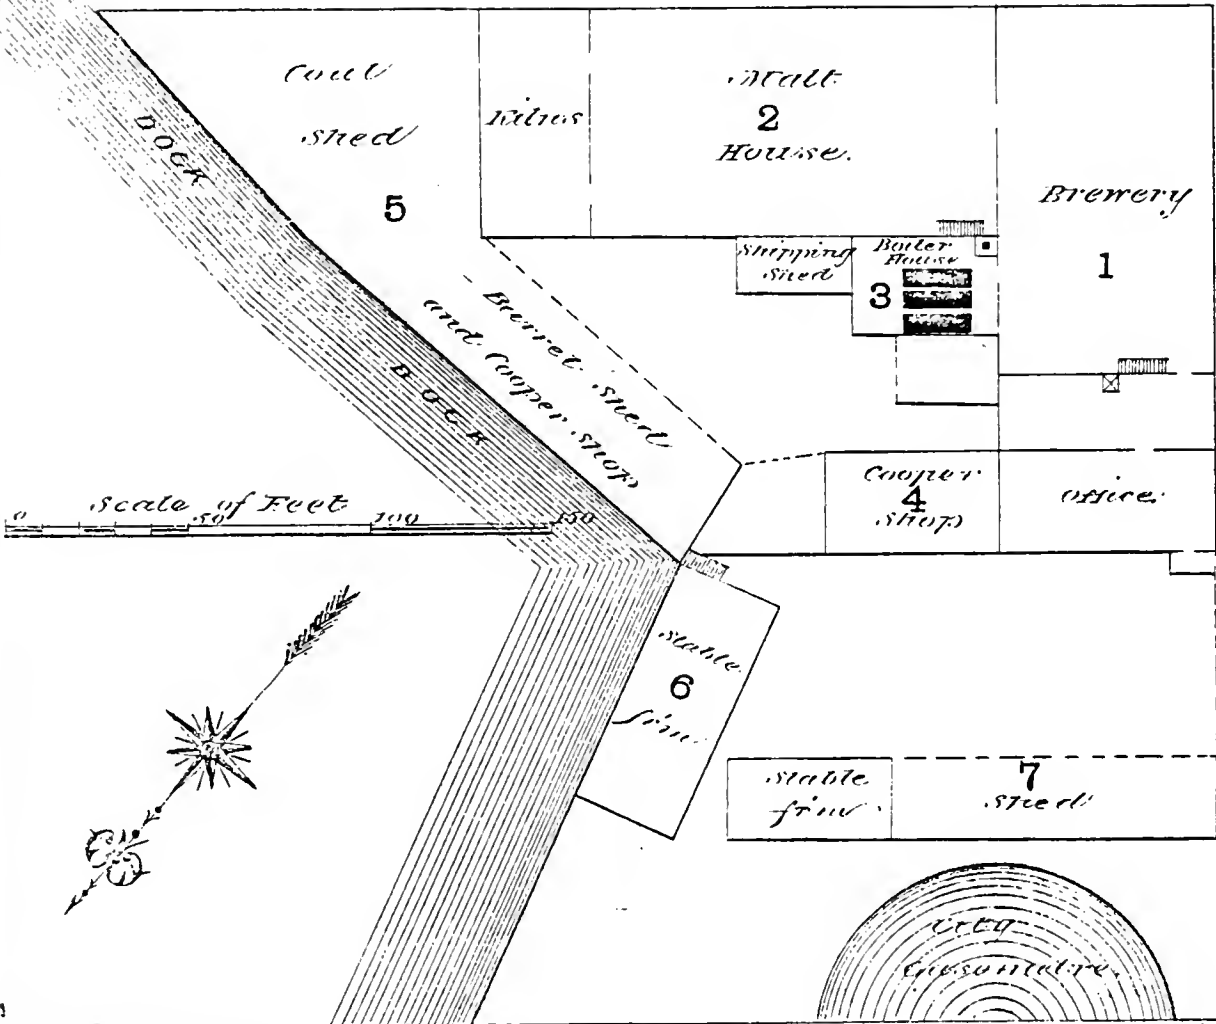 Coal
Shed
5
Kilns
Malt
2
House.
Brewery
1
Shipping
Shed
Boiler
House
3
DOCK
Barrel Shed
and Cooper Shop
DOCK
Cooper
4
Shop
Office
Scale of Feet
0 50 100 150
Stable
6
frm.
Stable
frm
7
Shed
City
Gasometre.